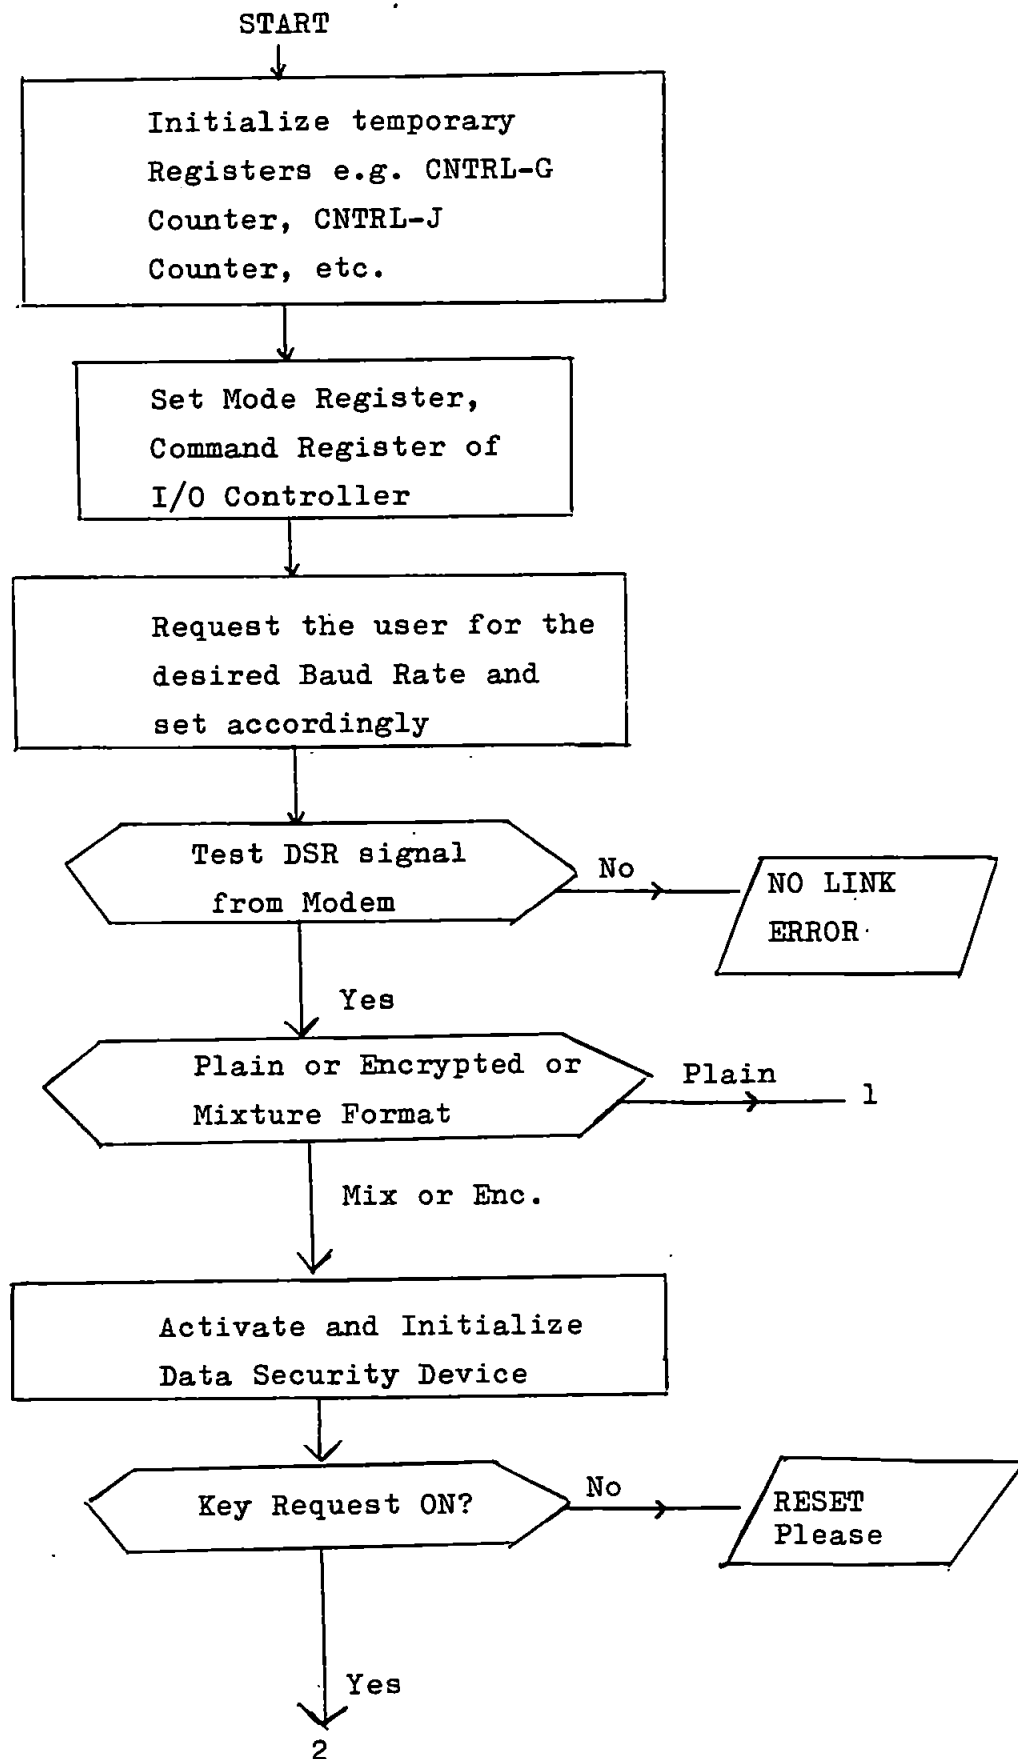 START
Initialize temporary
Registers e.g. CNTRL-G
Counter, CNTRL-J
Counter, etc.
Set Mode Register,
Command Register of
I/O Controller
Request the user for the
desired Baud Rate and
set accordingly
Test DSR signal
from Modem
No
NO LINK
ERROR
Yes
Plain or Encrypted or
Mixture Format
Plain
1
Mix or Enc.
Activate and Initialize
Data Security Device
Key Request ON?
No
RESET
Please
Yes
2